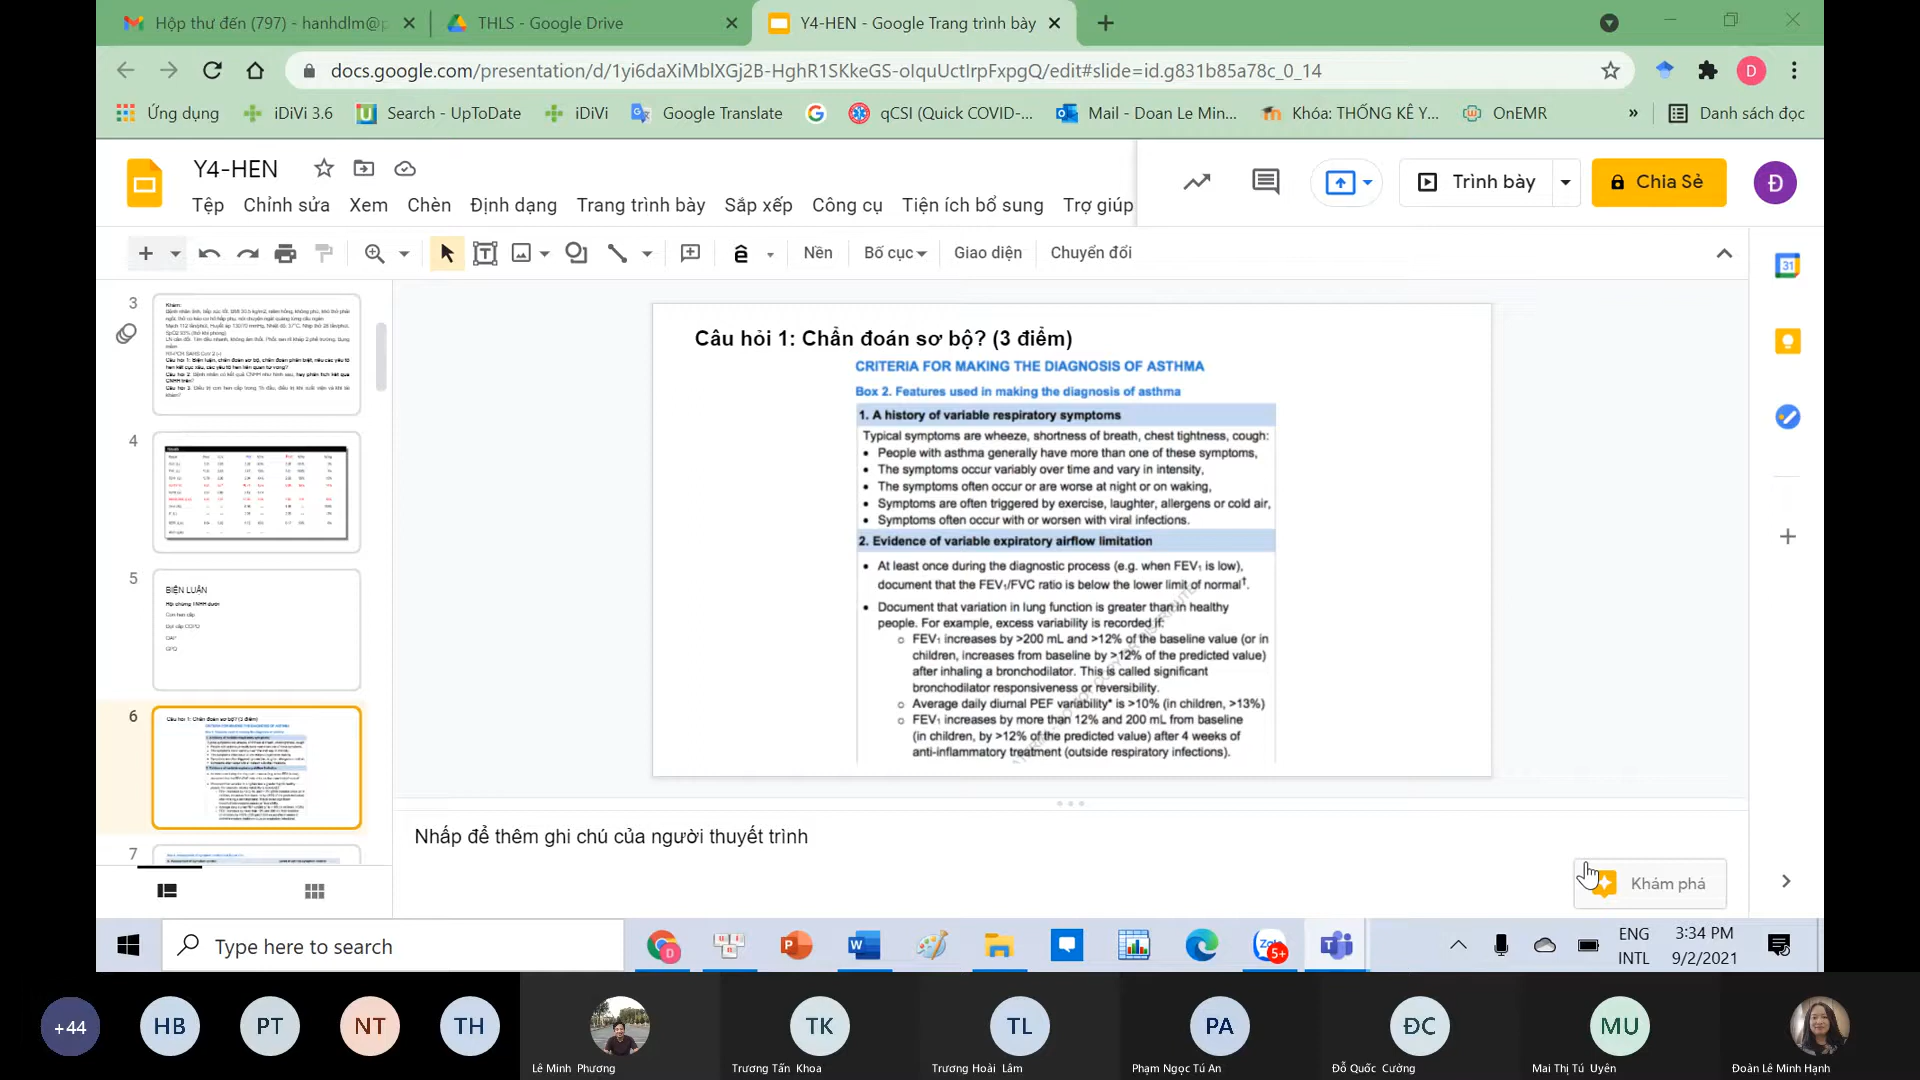 Hộp thư đến (797) - hanhdlm@p
THLS - Google Drive
Y4-HEN - Google Trang trình bày
docs.google.com/presentation/d/1yi6daXiMblXGj2B-HghR1SKkeGS-oIquUctIrpFxpgQ/edit#slide=id.g831b85a78c_0_14
D
Ứng dụng
iDiVi 3.6
Search - UpToDate
iDiVi
Google Translate
qCSI (Quick COVID-...
Mail - Doan Le Min...
Khóa: THỐNG KÊ Y...
OnEMR
»
Danh sách đọc
Y4-HEN
Tệp Chỉnh sửa Xem Chèn Định dạng Trang trình bày Sắp xếp Công cụ Tiện ích bổ sung Trợ giúp
Trình bày
Chia Sẻ
Đ
Nền
Bố cục
Giao diện
Chuyển đổi
31
3
Khám:
4
5
BIỆN LUẬN
6
Câu hỏi 1: Chẩn đoán sơ bộ? (3 điểm)
7
Câu hỏi 1: Chẩn đoán sơ bộ? (3 điểm)
CRITERIA FOR MAKING THE DIAGNOSIS OF ASTHMA
Box 2. Features used in making the diagnosis of asthma
1. A history of variable respiratory symptoms
Typical symptoms are wheeze, shortness of breath, chest tightness, cough:
• People with asthma generally have more than one of these symptoms,
• The symptoms occur variably over time and vary in intensity,
• The symptoms often occur or are worse at night or on waking,
• Symptoms are often triggered by exercise, laughter, allergens or cold air,
• Symptoms often occur with or worsen with viral infections.
2. Evidence of variable expiratory airflow limitation
• At least once during the diagnostic process (e.g. when FEV₁ is low),
document that the FEV₁/FVC ratio is below the lower limit of normal†.
• Document that variation in lung function is greater than in healthy
people. For example, excess variability is recorded if:
o FEV₁ increases by >200 mL and >12% of the baseline value (or in
children, increases from baseline by >12% of the predicted value)
after inhaling a bronchodilator. This is called significant
bronchodilator responsiveness or reversibility.
o Average daily diurnal PEF variability* is >10% (in children, >13%)
o FEV₁ increases by more than 12% and 200 mL from baseline
(in children, by >12% of the predicted value) after 4 weeks of
anti-inflammatory treatment (outside respiratory infections).
Nhấp để thêm ghi chú của người thuyết trình
Khám phá
Type here to search
5+
ENG
INTL
3:34 PM
9/2/2021
+44
HB
PT
NT
TH
TK
TL
PA
ĐC
MU
Lê Minh Phương
Trương Tấn Khoa
Trương Hoài Lâm
Phạm Ngọc Tú An
Đỗ Quốc Cường
Mai Thị Tú Uyên
Đoàn Lê Minh Hạnh